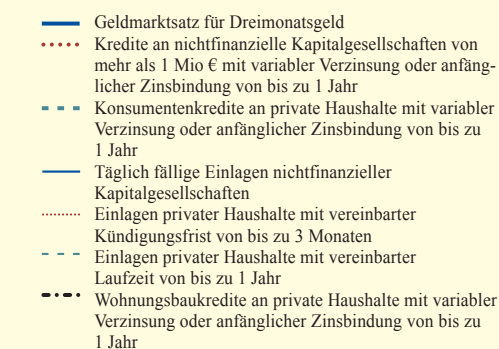 Geldmarktsatz für Dreimonatsgeld
Kredite an nichtfinanzielle Kapitalgesellschaften von
mehr als 1 Mio € mit variabler Verzinsung oder anfäng-
licher Zinsbindung von bis zu 1 Jahr
Konsumentenkredite an private Haushalte mit variabler
Verzinsung oder anfänglicher Zinsbindung von bis zu
1 Jahr
Täglich fällige Einlagen nichtfinanzieller
Kapitalgesellschaften
Einlagen privater Haushalte mit vereinbarter
Kündigungsfrist von bis zu 3 Monaten
Einlagen privater Haushalte mit vereinbarter
Laufzeit von bis zu 1 Jahr
Wohnungsbaukredite an private Haushalte mit variabler
Verzinsung oder anfänglicher Zinsbindung von bis zu
1 Jahr